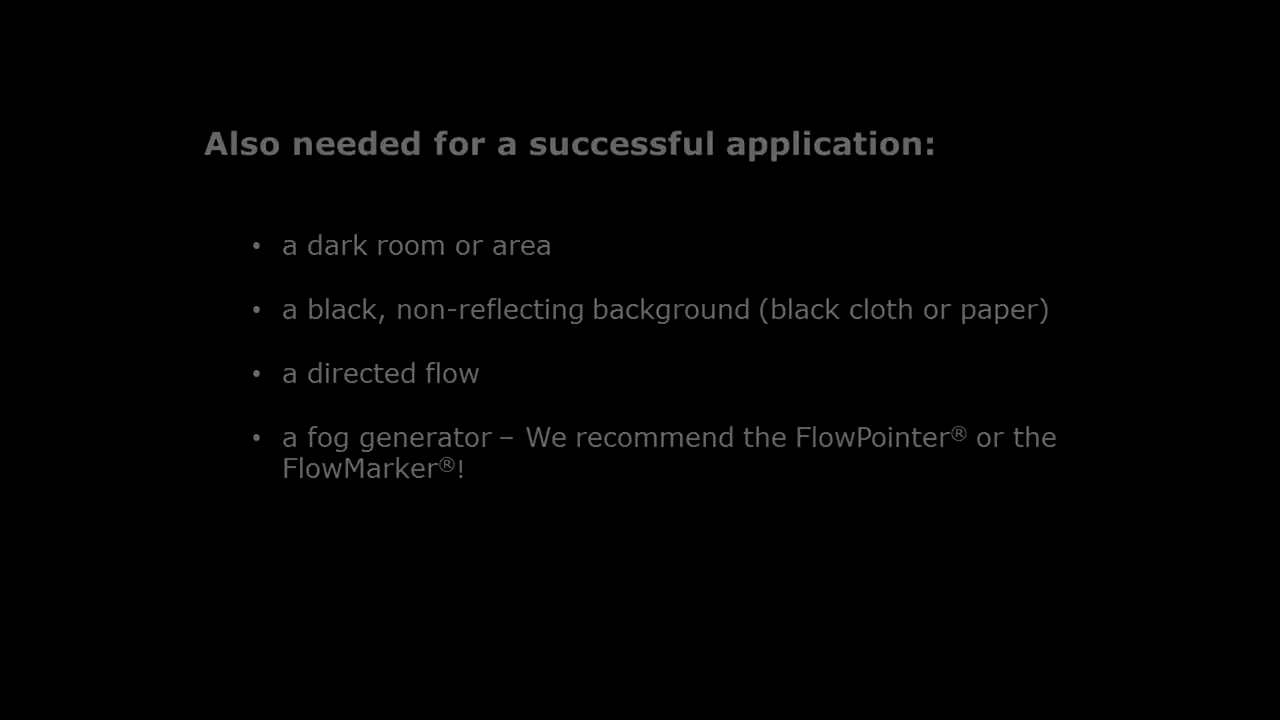 Also needed for a successful application:
• a dark room or area
• a black, non-reflecting background (black cloth or paper)
• a directed flow
• a fog generator – We recommend the FlowPointer® or the
FlowMarker®!